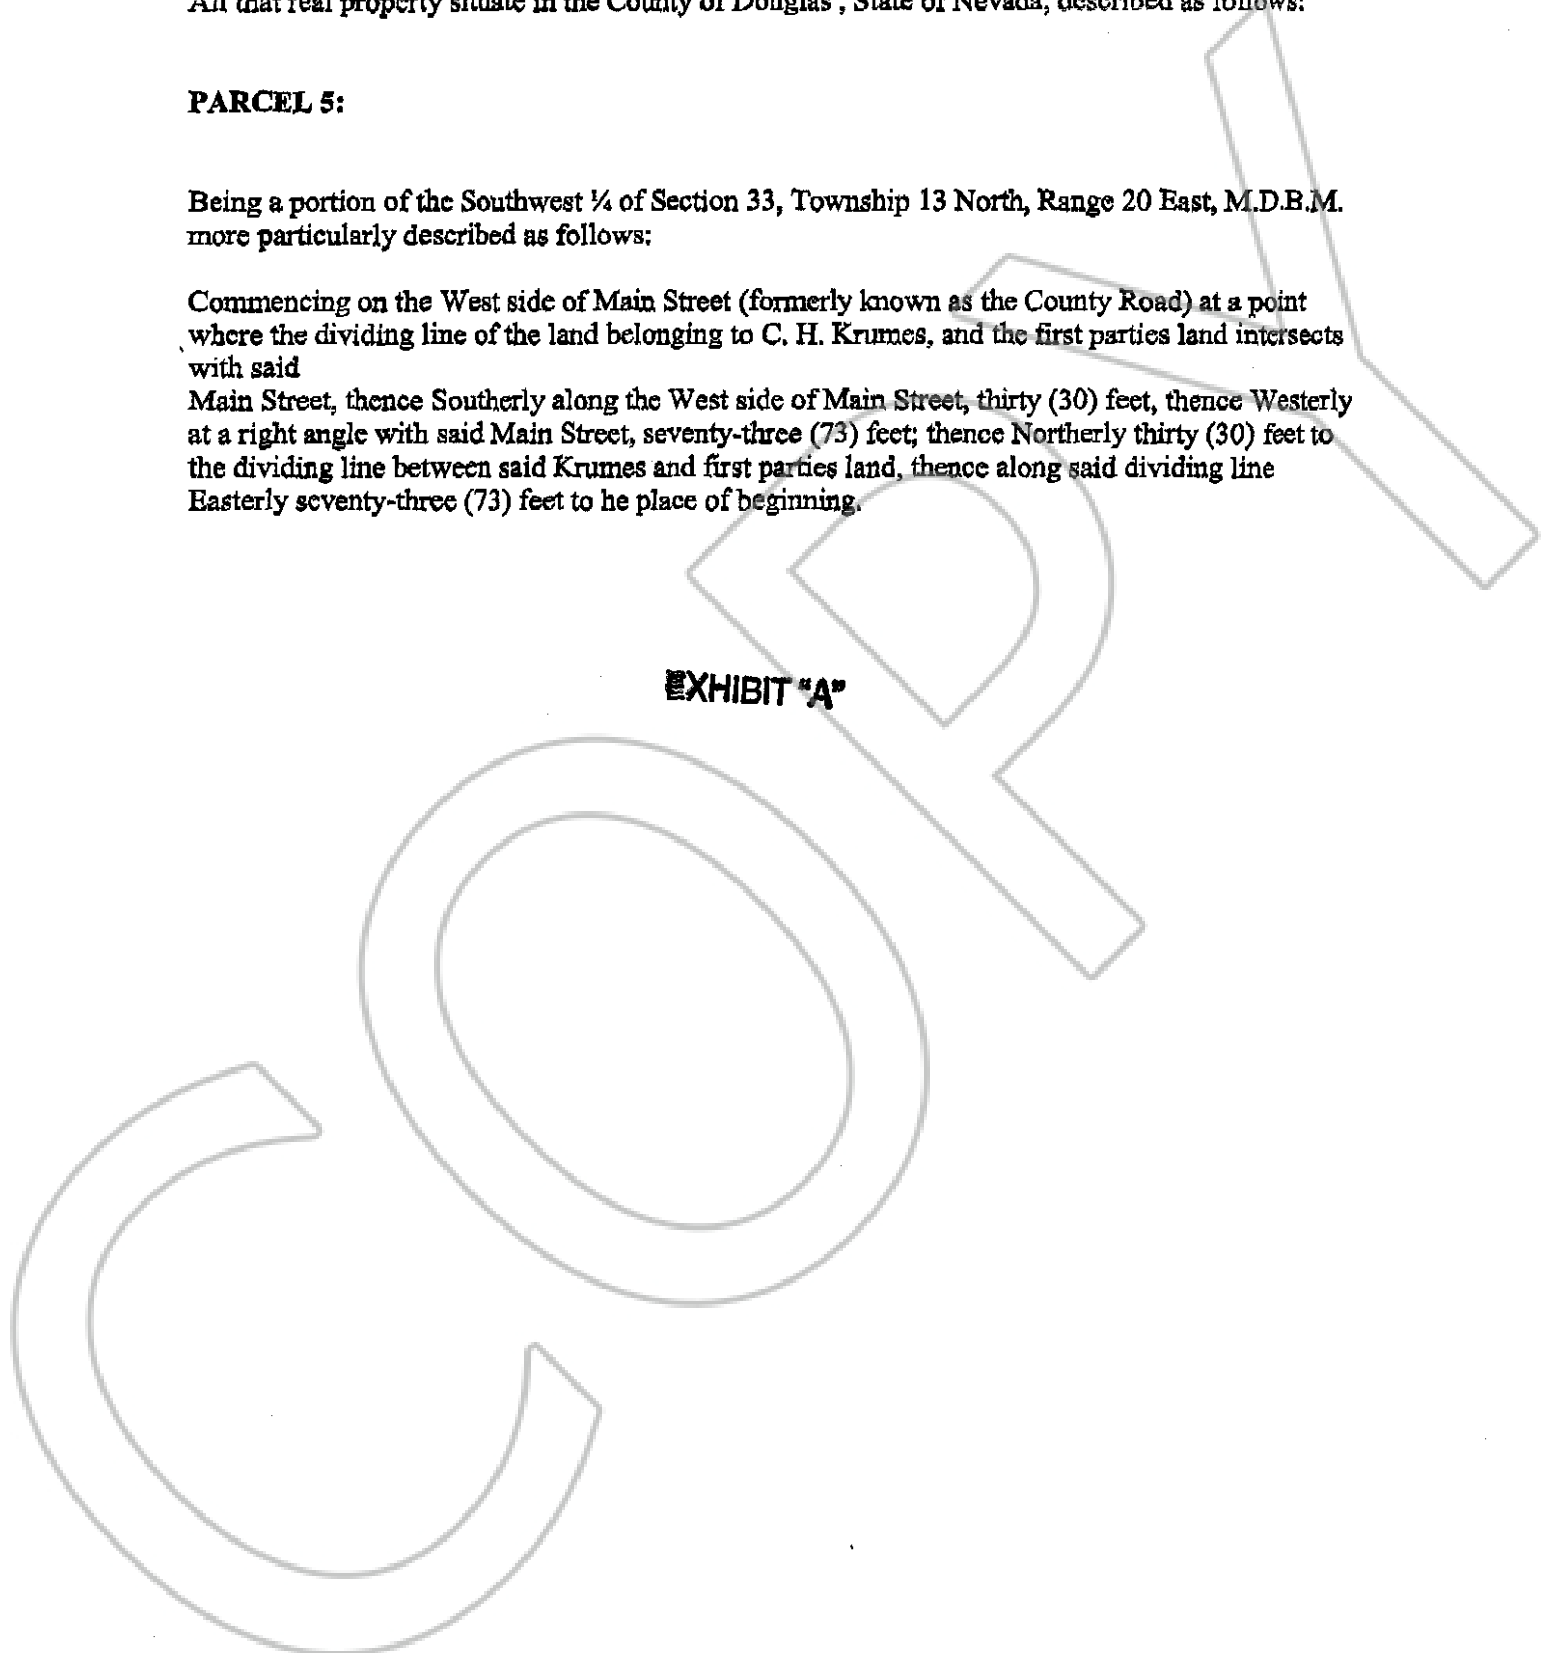 All that real property situate in the County of Douglas , State of Nevada, described as follows:
PARCEL 5:
Being a portion of the Southwest ¼ of Section 33, Township 13 North, Range 20 East, M.D.B.M.
more particularly described as follows:
Commencing on the West side of Main Street (formerly known as the County Road) at a point
where the dividing line of the land belonging to C. H. Krumes, and the first parties land intersects
with said
Main Street, thence Southerly along the West side of Main Street, thirty (30) feet, thence Westerly
at a right angle with said Main Street, seventy-three (73) feet; thence Northerly thirty (30) feet to
the dividing line between said Krumes and first parties land, thence along said dividing line
Easterly seventy-three (73) feet to he place of beginning.
EXHIBIT "A"
COPY